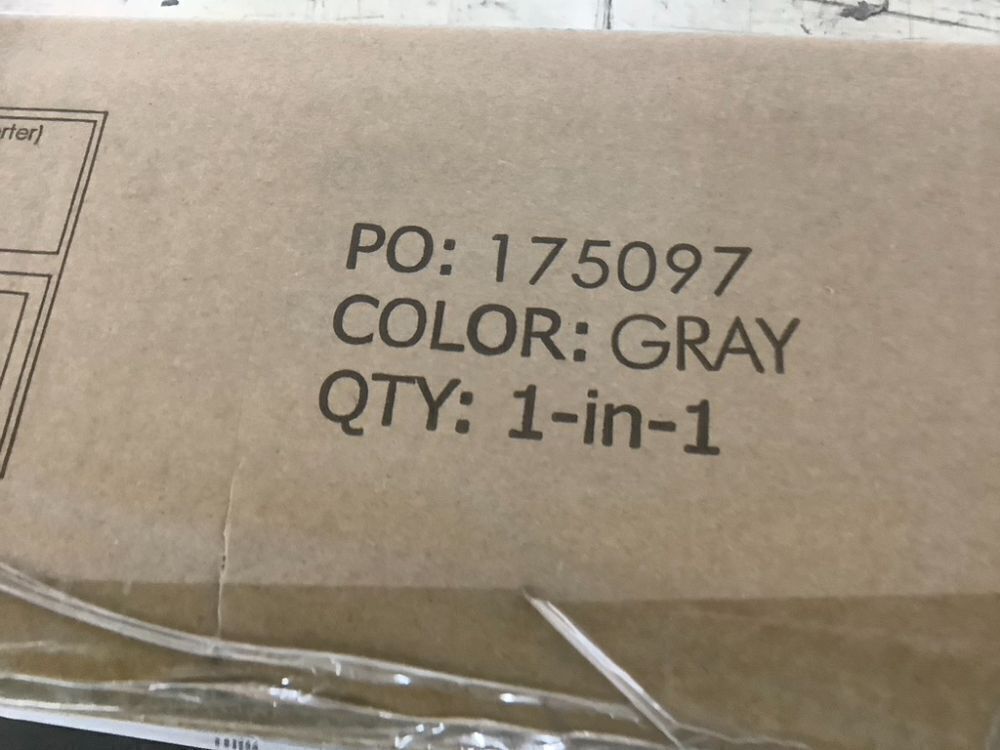 PO: 175097
COLOR: GRAY
QTY: 1-in-1